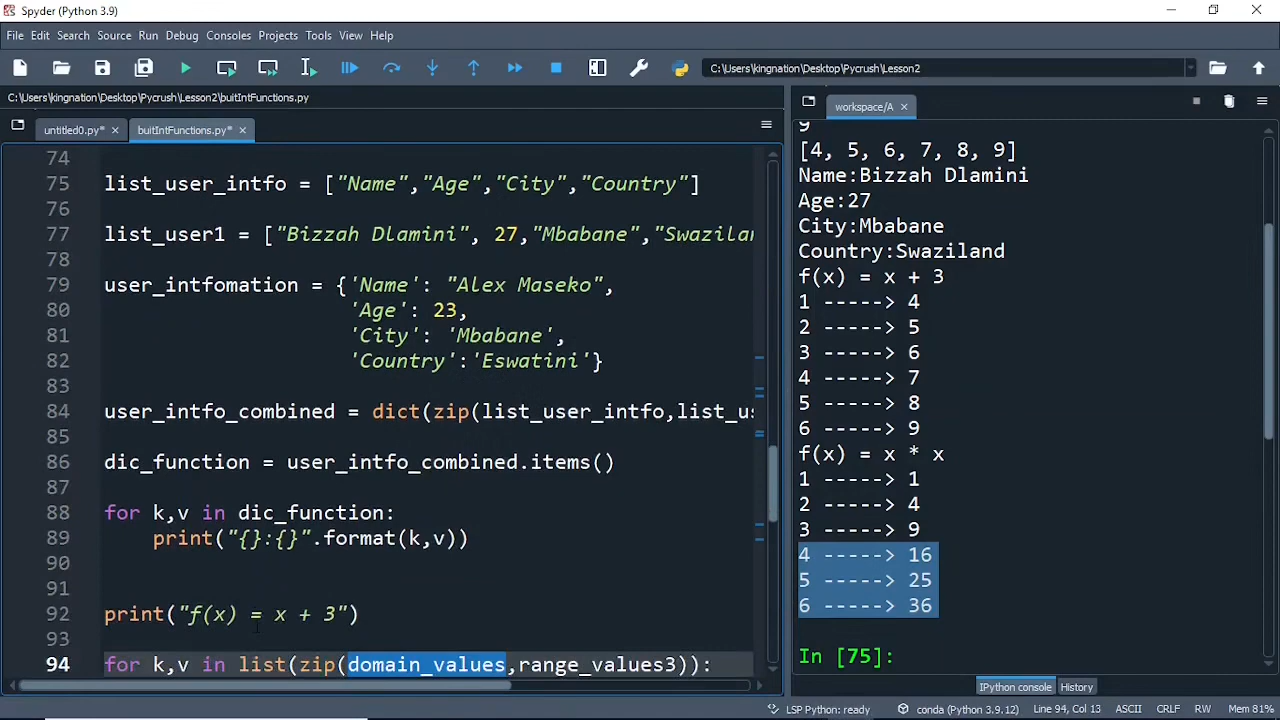 Spyder (Python 3.9)
File Edit Search Source Run Debug Consoles Projects Tools View Help
C:\Users\kingnation\Desktop\Pycrush\Lesson2
C:\Users\kingnation\Desktop\Pycrush\Lesson2\buitIntFunctions.py
untitled0.py*
buitIntFunctions.py*
74
75 list_user_intfo = ["Name","Age","City","Country"]
76
77 list_user1 = ["Bizzah Dlamini", 27,"Mbabane","Swazilan
78
79 user_intfomation = {'Name': "Alex Maseko",
80 'Age': 23,
81 'City': 'Mbabane',
82 'Country':'Eswatini'}
83
84 user_intfo_combined = dict(zip(list_user_intfo,list_us
85
86 dic_function = user_intfo_combined.items()
87
88 for k,v in dic_function:
89 print("{}:{}".format(k,v))
90
91
92 print("f(x) = x + 3")
93
94 for k,v in list(zip(domain_values,range_values3)):
workspace/A
9
[4, 5, 6, 7, 8, 9]
Name:Bizzah Dlamini
Age:27
City:Mbabane
Country:Swaziland
f(x) = x + 3
1 -----> 4
2 -----> 5
3 -----> 6
4 -----> 7
5 -----> 8
6 -----> 9
f(x) = x * x
1 -----> 1
2 -----> 4
3 -----> 9
4 -----> 16
5 -----> 25
6 -----> 36
In [75]:
IPython console History
LSP Python: ready conda (Python 3.9.12) Line 94, Col 13 ASCII CRLF RW Mem 81%